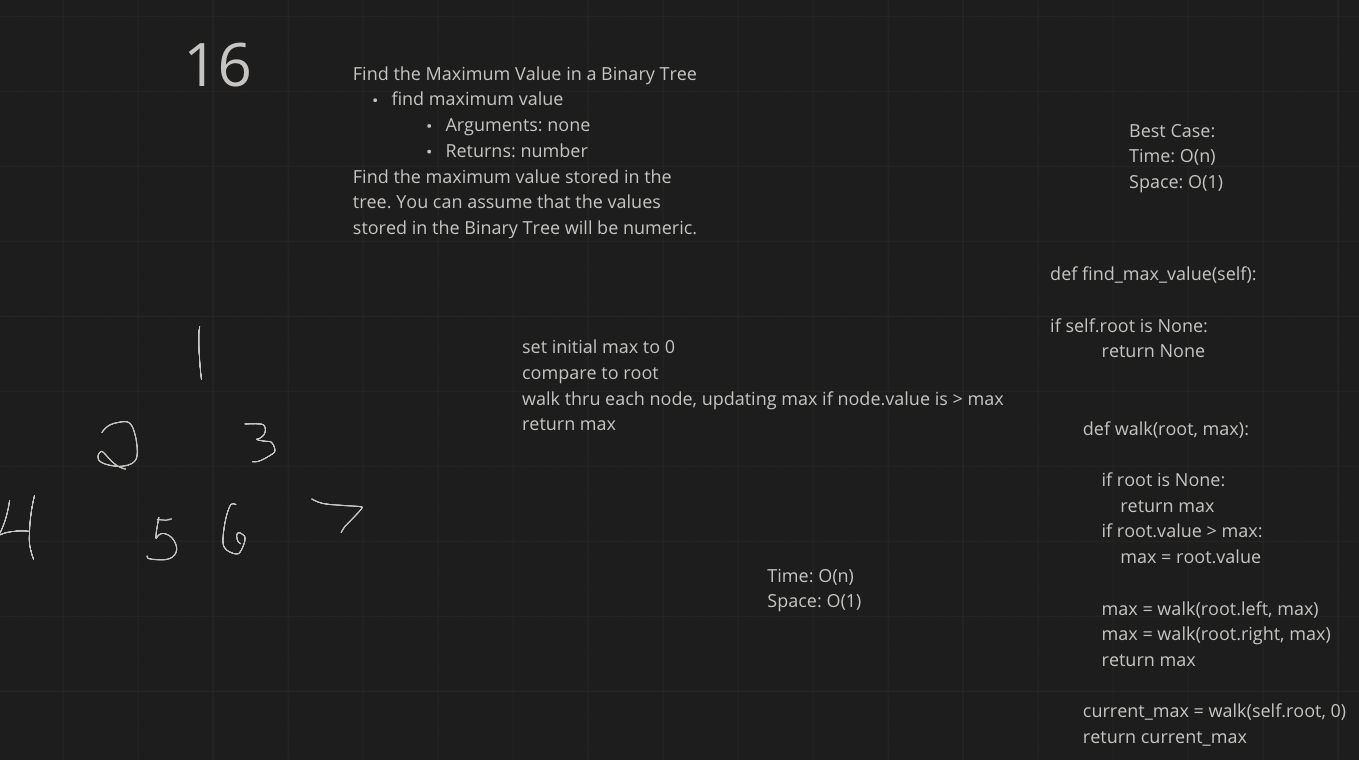 16
Find the Maximum Value in a Binary Tree
• find maximum value
• Arguments: none
• Returns: number
Find the maximum value stored in the
tree. You can assume that the values
stored in the Binary Tree will be numeric.
Best Case:
Time: O(n)
Space: O(1)
1
2 3
4 5 6 7
set initial max to 0
compare to root
walk thru each node, updating max if node.value is > max
return max
Time: O(n)
Space: O(1)
def find_max_value(self):
if self.root is None:
return None
def walk(root, max):
if root is None:
return max
if root.value > max:
max = root.value
max = walk(root.left, max)
max = walk(root.right, max)
return max
current_max = walk(self.root, 0)
return current_max